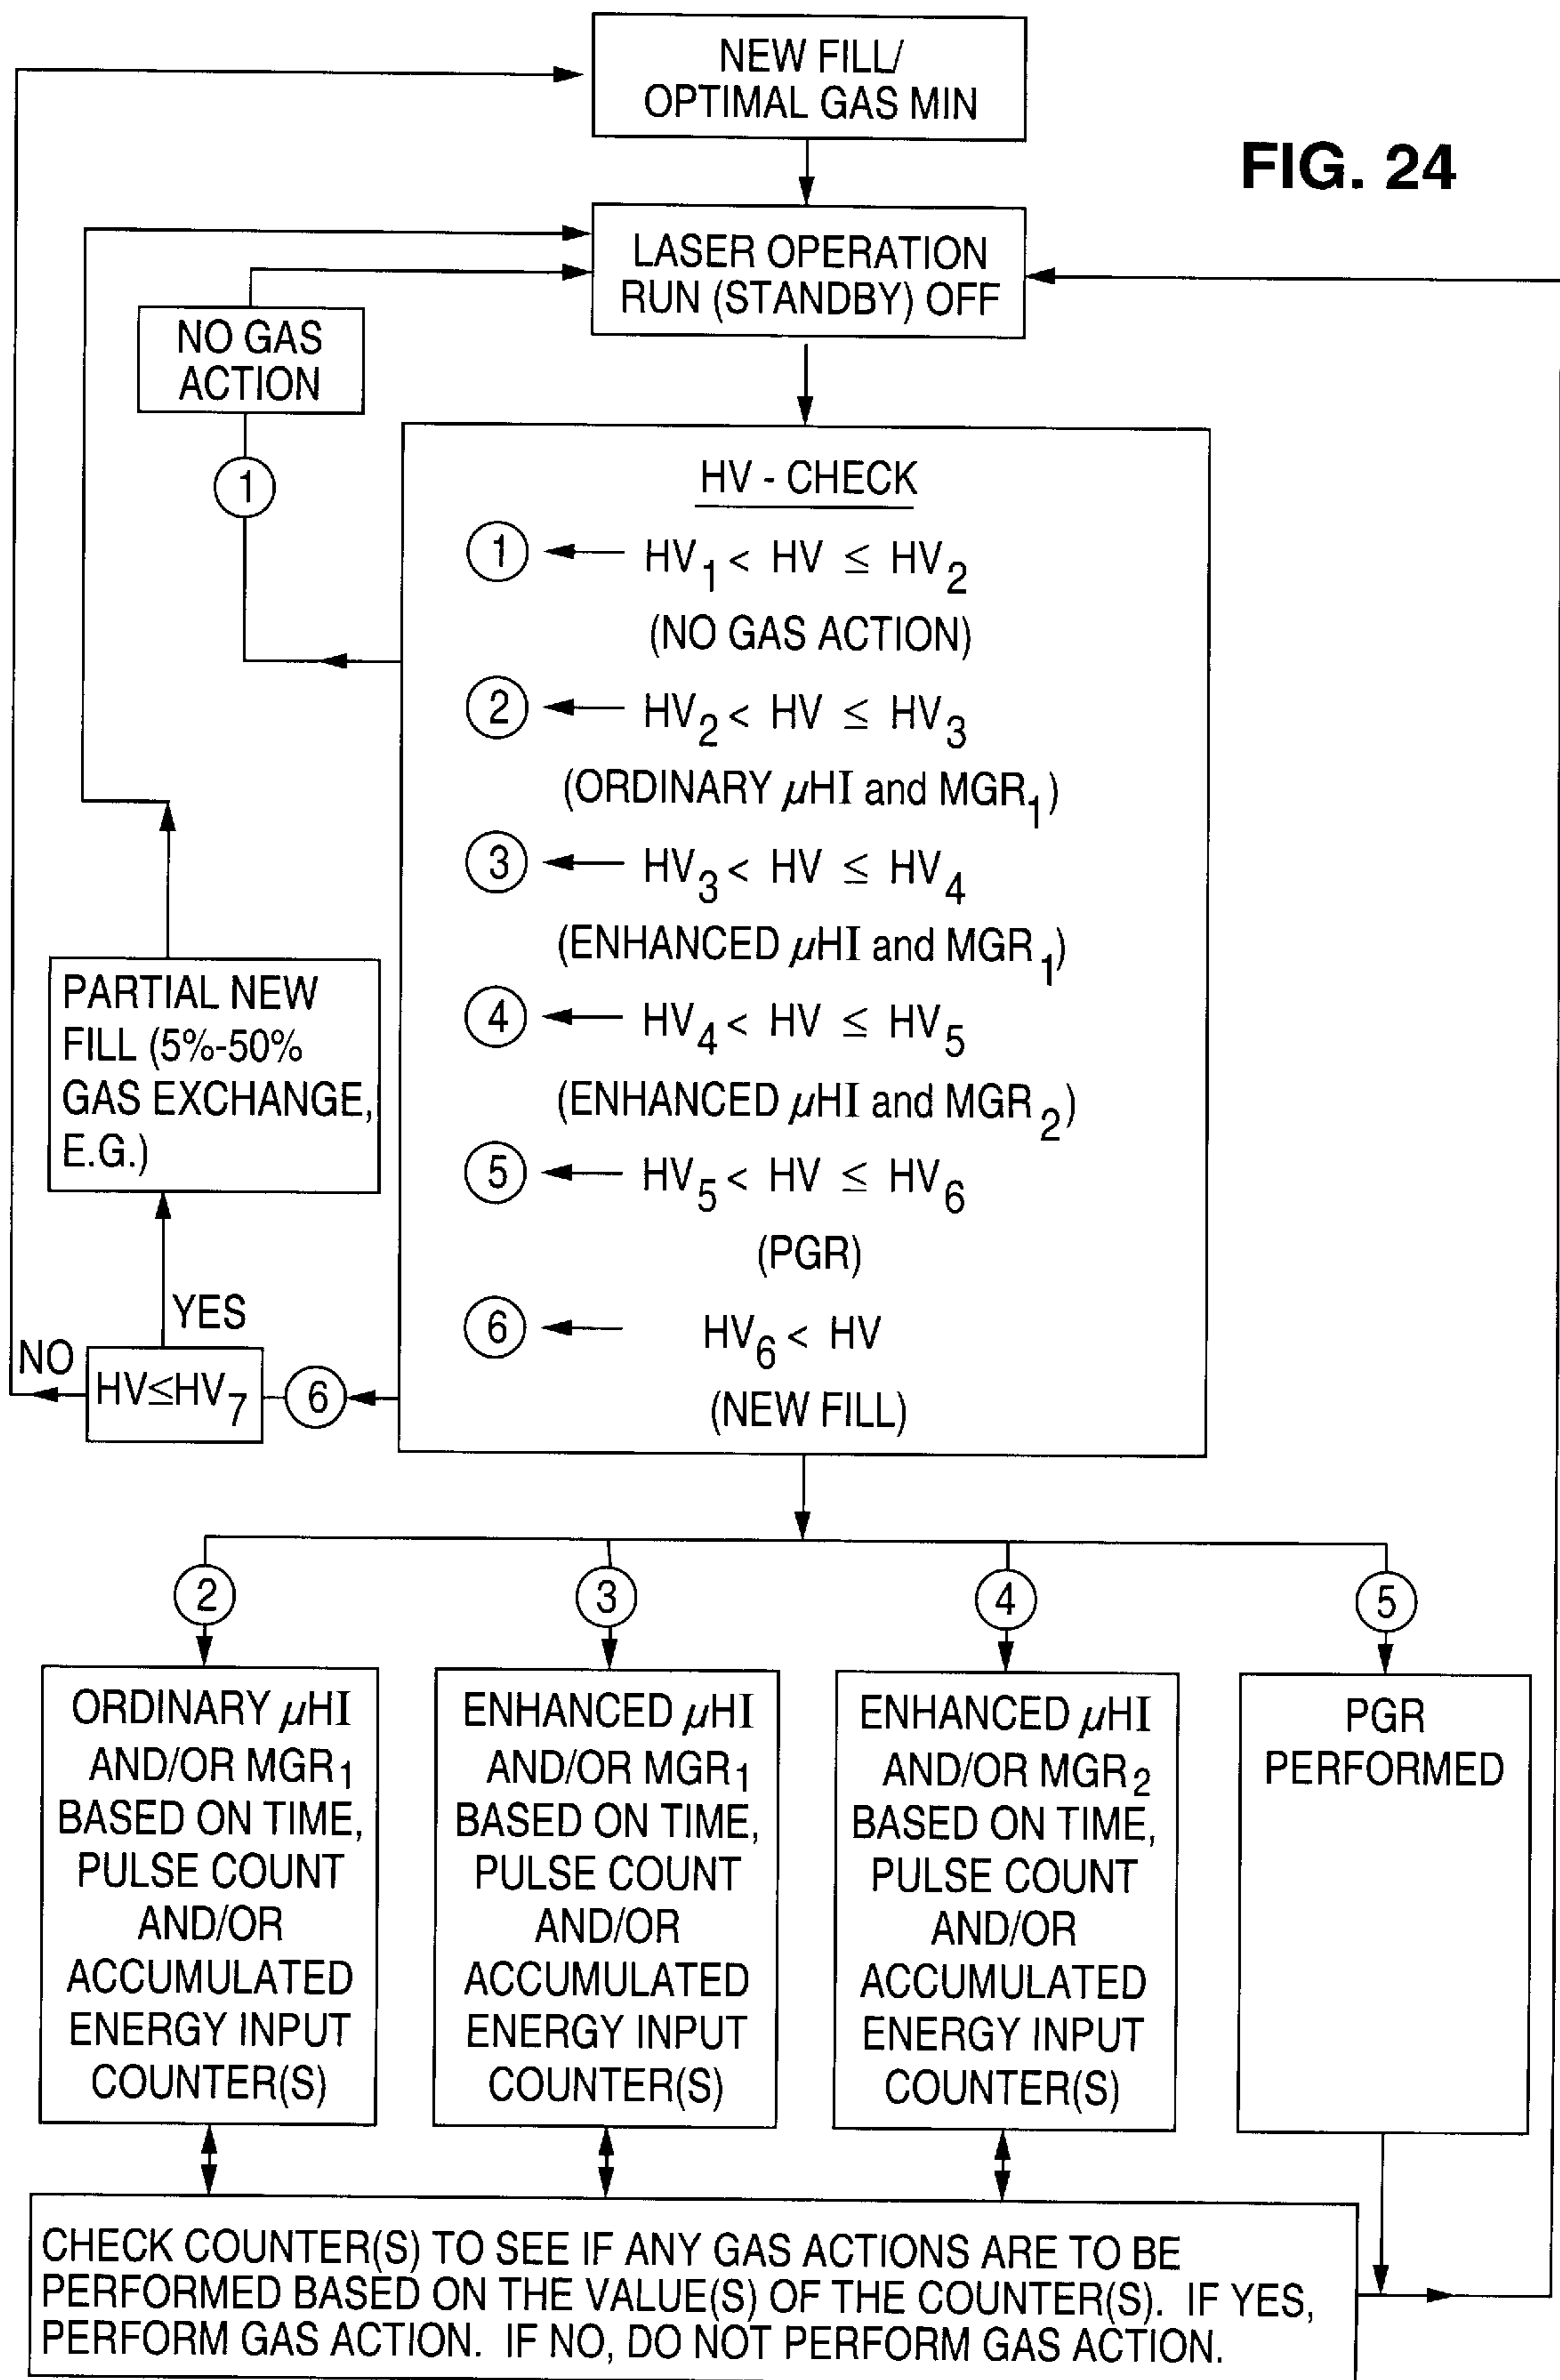 NEW FILL/
OPTIMAL GAS MIN
FIG. 24
LASER OPERATION
RUN (STANDBY) OFF
NO GAS
ACTION
1
HV - CHECK
1 HV1 < HV ≤ HV2
(NO GAS ACTION)
2 HV2 < HV ≤ HV3
(ORDINARY μHI and MGR1)
3 HV3 < HV ≤ HV4
(ENHANCED μHI and MGR1)
4 HV4 < HV ≤ HV5
(ENHANCED μHI and MGR2)
5 HV5 < HV ≤ HV6
(PGR)
6 HV6 < HV
(NEW FILL)
PARTIAL NEW
FILL (5%-50%
GAS EXCHANGE,
E.G.)
YES
NO
HV≤HV7
6
2
3
4
5
ORDINARY μHI
AND/OR MGR1
BASED ON TIME,
PULSE COUNT
AND/OR
ACCUMULATED
ENERGY INPUT
COUNTER(S)
ENHANCED μHI
AND/OR MGR1
BASED ON TIME,
PULSE COUNT
AND/OR
ACCUMULATED
ENERGY INPUT
COUNTER(S)
ENHANCED μHI
AND/OR MGR2
BASED ON TIME,
PULSE COUNT
AND/OR
ACCUMULATED
ENERGY INPUT
COUNTER(S)
PGR
PERFORMED
CHECK COUNTER(S) TO SEE IF ANY GAS ACTIONS ARE TO BE
PERFORMED BASED ON THE VALUE(S) OF THE COUNTER(S). IF YES,
PERFORM GAS ACTION. IF NO, DO NOT PERFORM GAS ACTION.